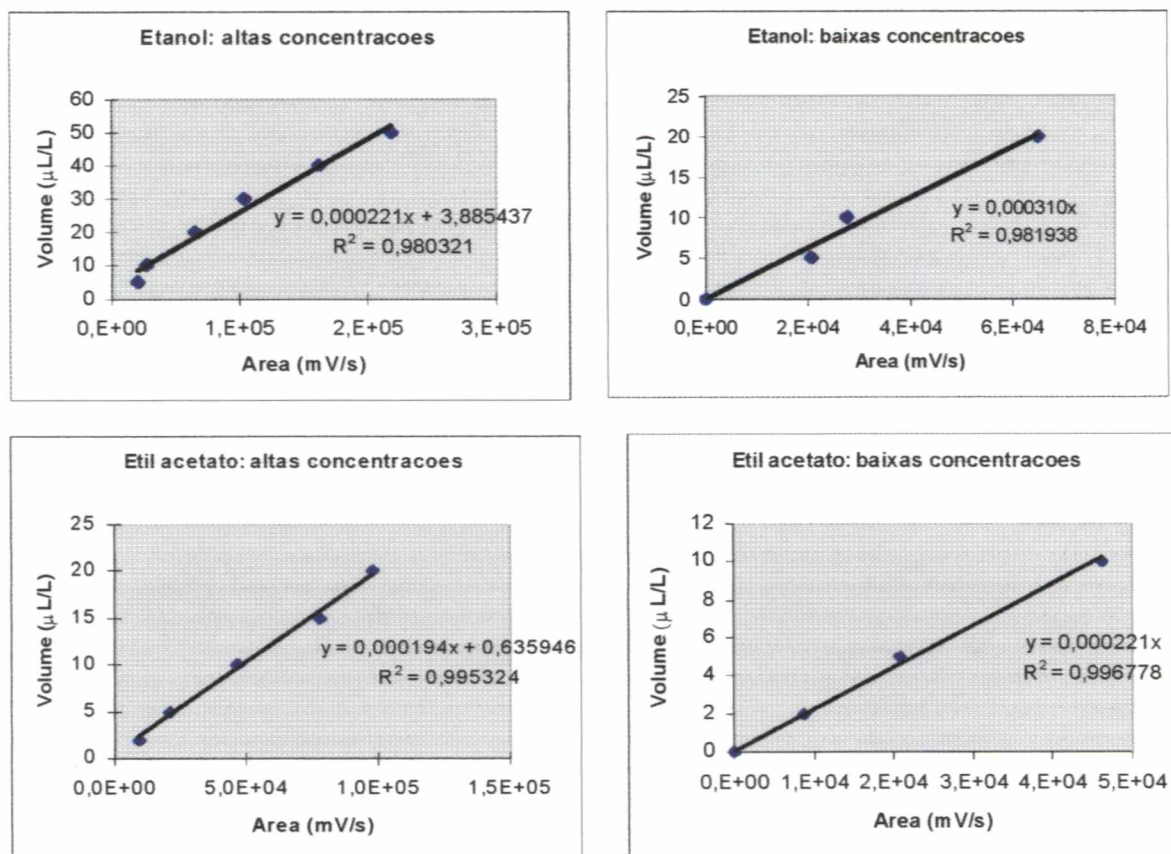 Etanol: altas concentracoes
60
50
40
30
20
10
0
Volume (µL/L)
y = 0,000221x + 3,885437
R² = 0,980321
0,E+00 1,E+05 2,E+05 3,E+05
Area (mV/s)
Etanol: baixas concentracoes
25
20
15
10
5
0
Volume (µL/L)
y = 0,000310x
R² = 0,981938
0,E+00 2,E+04 4,E+04 6,E+04 8,E+04
Area (mV/s)
Etil acetato: altas concentracoes
25
20
15
10
5
0
Volume (µL/L)
y = 0,000194x + 0,635946
R² = 0,995324
0,0E+00 5,0E+04 1,0E+05 1,5E+05
Area (mV/s)
Etil acetato: baixas concentracoes
12
10
8
6
4
2
0
Volume (µL/L)
y = 0,000221x
R² = 0,996778
0,E+00 1,E+04 2,E+04 3,E+04 4,E+04 5,E+04
Area (mV/s)